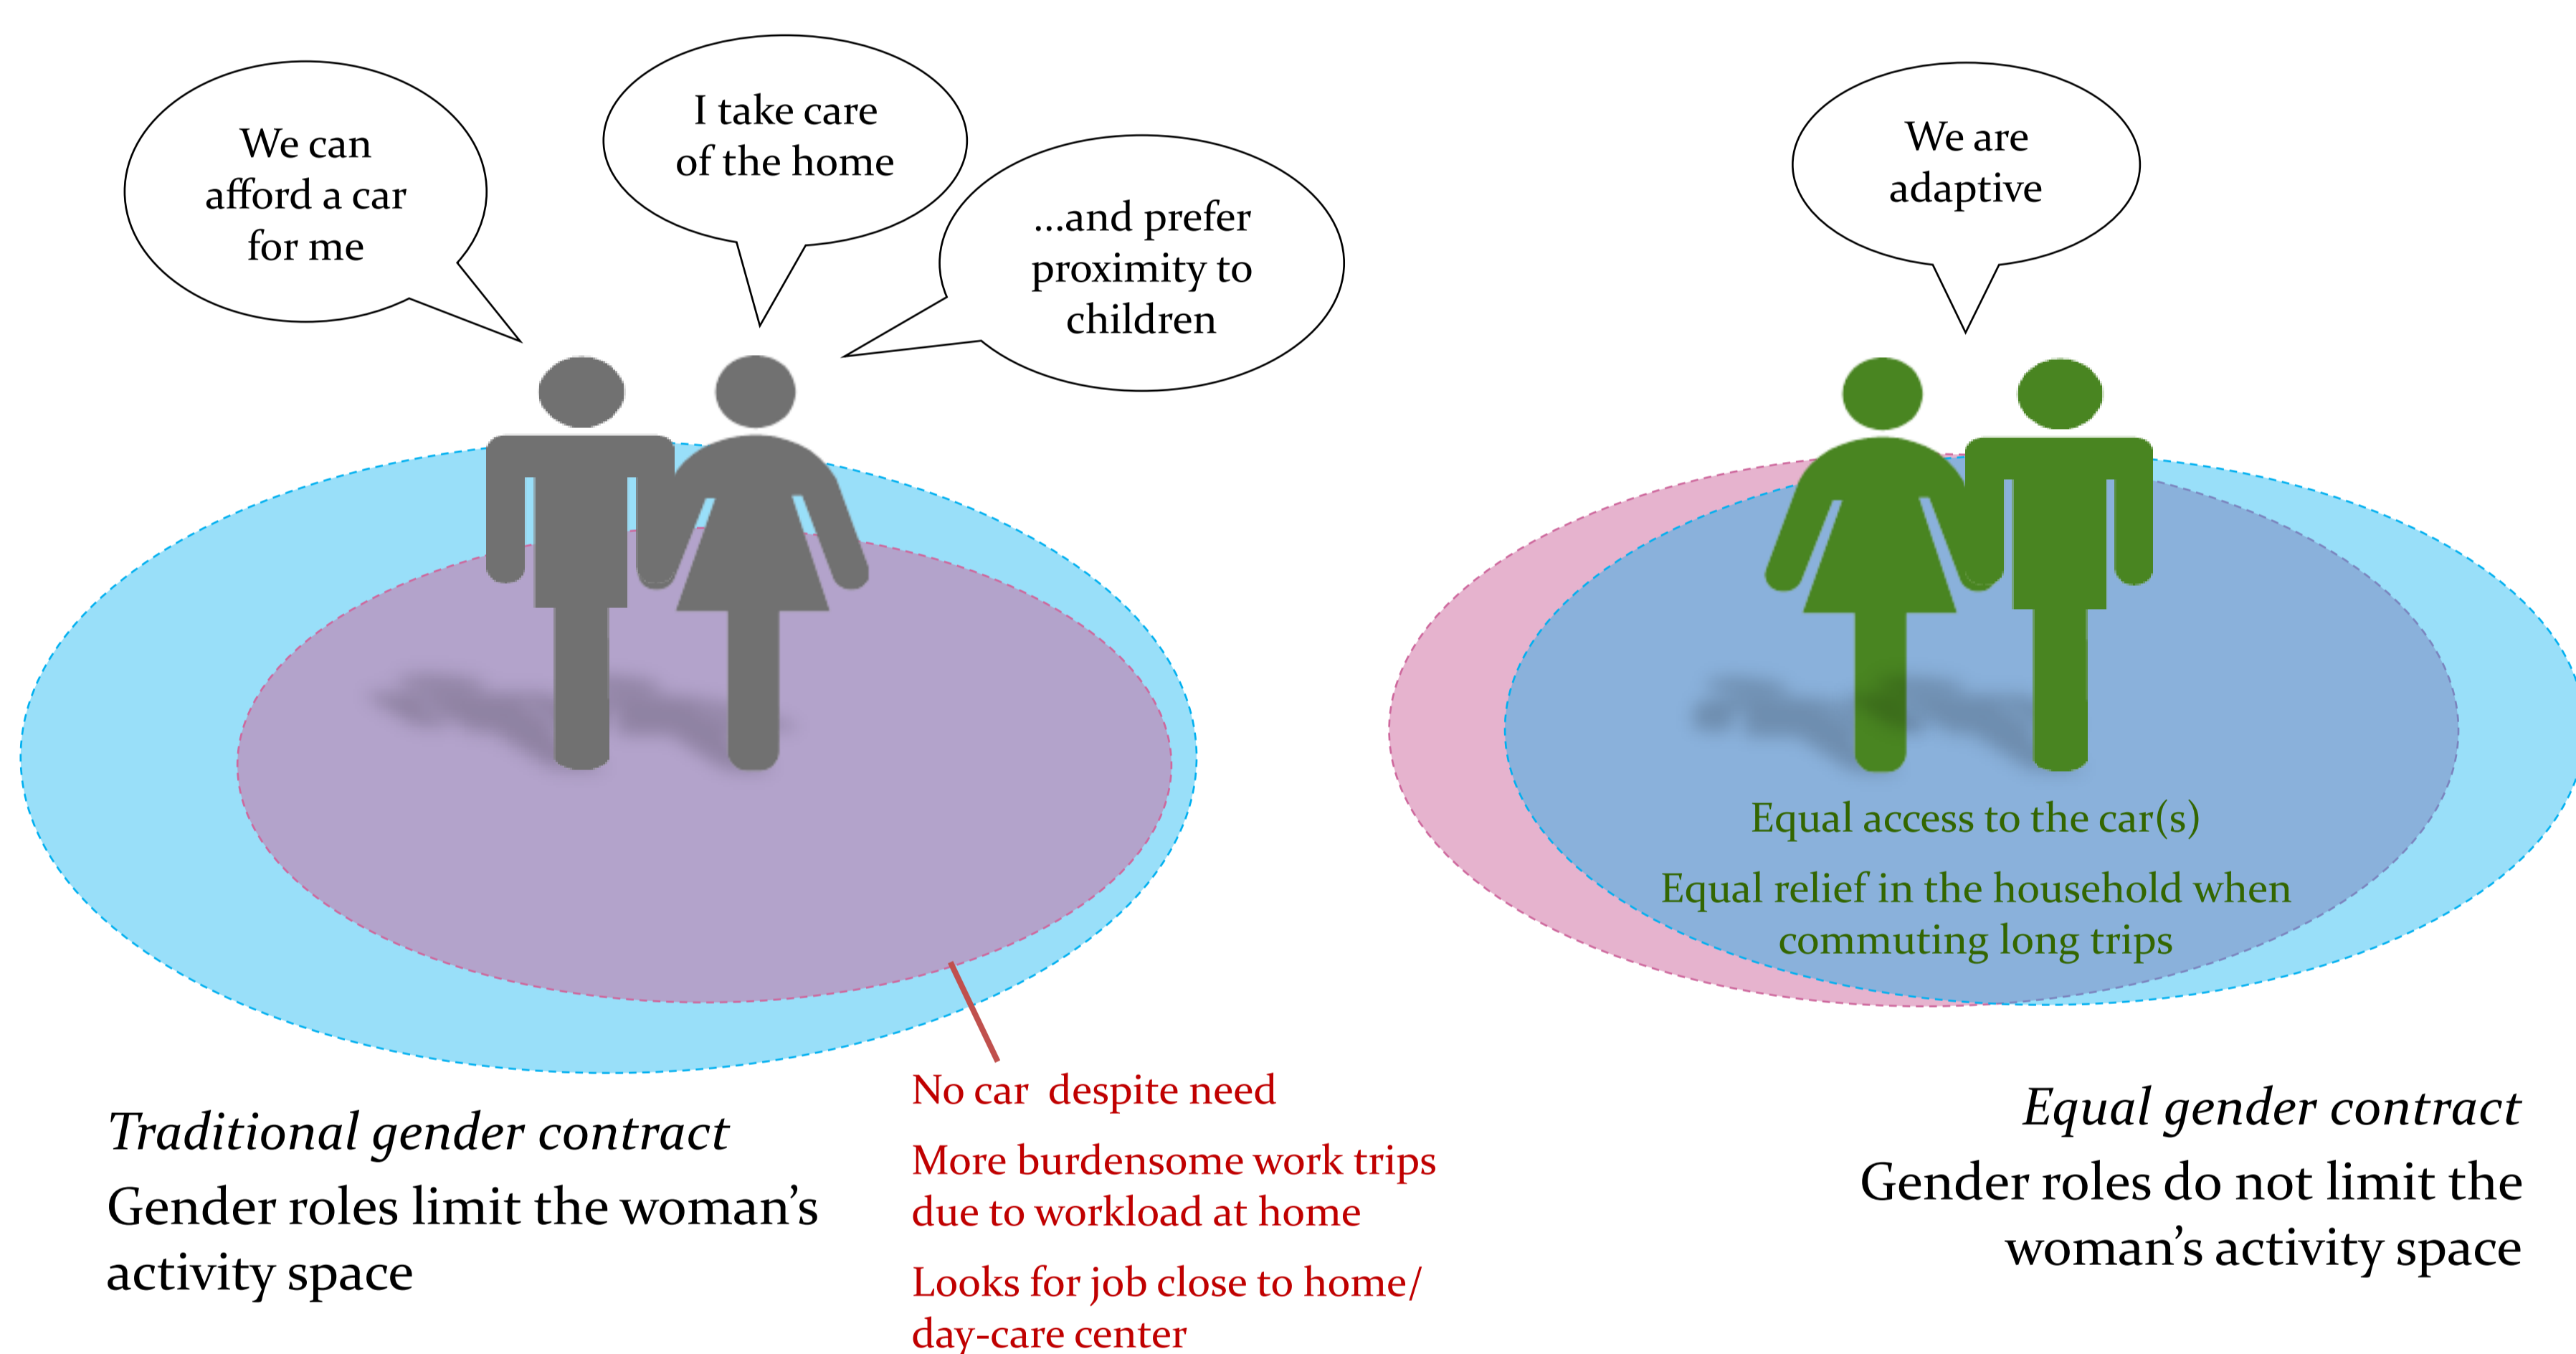 We can
afford a car
for me
I take care
of the home
...and prefer
proximity to
children
We are
adaptive
Equal access to the car(s)
Equal relief in the household when
commuting long trips
Traditional gender contract
Gender roles limit the woman’s
activity space
No car  despite need
More burdensome work trips
due to workload at home
Looks for job close to home/
day-care center
Equal gender contract
Gender roles do not limit the
woman’s activity space